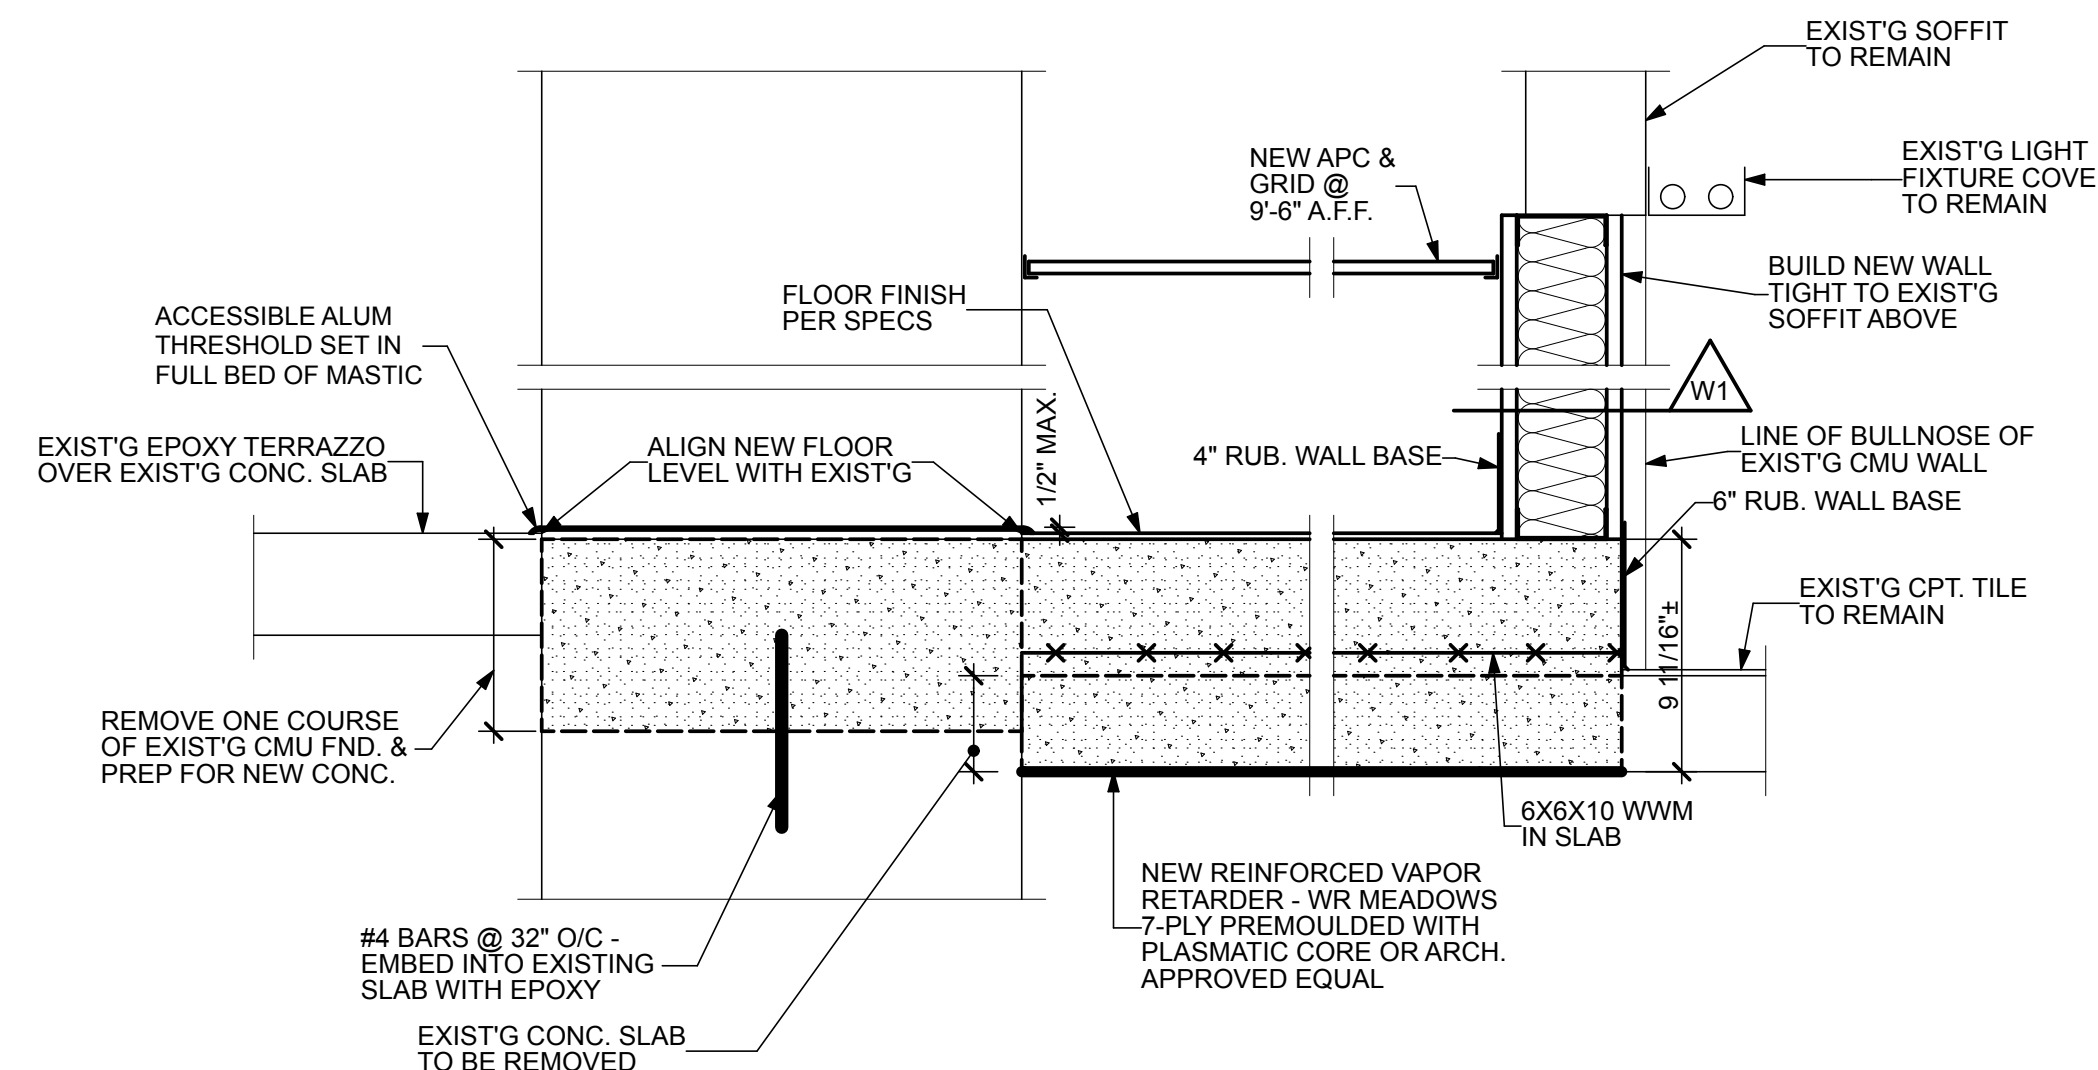 EXIST'G SOFFIT
TO REMAIN
NEW APC &
GRID @
9'-6" A.F.F.
EXIST'G LIGHT
FIXTURE COVE
TO REMAIN
FLOOR FINISH
PER SPECS
BUILD NEW WALL
TIGHT TO EXIST'G
SOFFIT ABOVE
ACCESSIBLE ALUM
THRESHOLD SET IN
FULL BED OF MASTIC
W1
EXIST'G EPOXY TERRAZZO
OVER EXIST'G CONC. SLAB
ALIGN NEW FLOOR
LEVEL WITH EXIST'G
1/2" MAX.
4" RUB. WALL BASE
LINE OF BULLNOSE OF
EXIST'G CMU WALL
6" RUB. WALL BASE
EXIST'G CPT. TILE
TO REMAIN
9 11/16"±
REMOVE ONE COURSE
OF EXIST'G CMU FND. &
PREP FOR NEW CONC.
6X6X10 WWM
IN SLAB
NEW REINFORCED VAPOR
RETARDER - WR MEADOWS
7-PLY PREMOULDED WITH
PLASMATIC CORE OR ARCH.
APPROVED EQUAL
#4 BARS @ 32" O/C -
EMBED INTO EXISTING
SLAB WITH EPOXY
EXIST'G CONC. SLAB
TO BE REMOVED